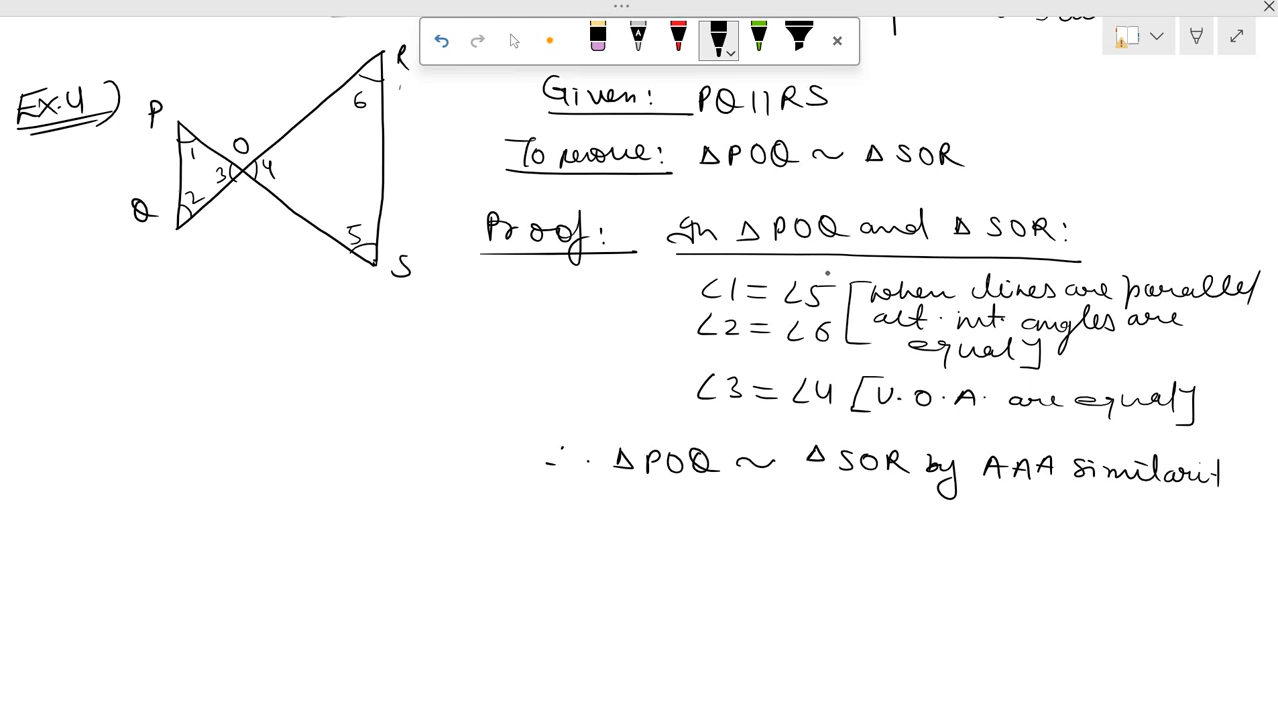 Ex.4)
P
Q
O
R
S
1
2
3
4
5
6
Given: PQ || RS
To prove: ΔPOQ ~ ΔSOR
Proof: In ΔPOQ and ΔSOR:
∠1 = ∠5 [when lines are parallel
∠2 = ∠6 alt. int. angles are
equal]
∠3 = ∠4 [V.O.A. are equal]
∴ ΔPOQ ~ ΔSOR by AAA Similarit